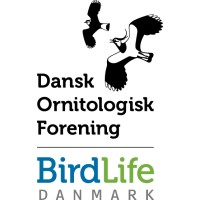 Dansk
Ornitologisk
Forening
BirdLife
DANMARK